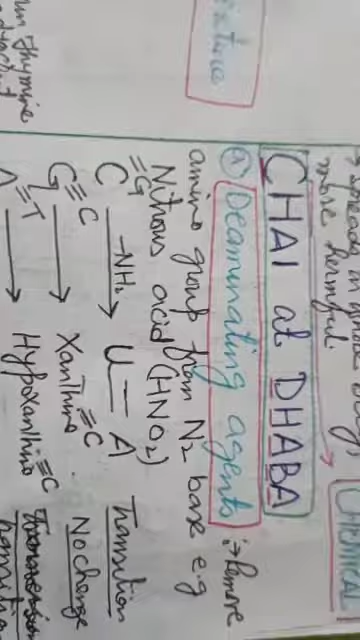 more harmful.
CHEMICAL
CHAI at DHABA
(A) Deaminating agents :→ Remove
amino group from N2 base e.g
Nitrous acid (HNO2)
C≡G —NH2→ U — A Transition
G≡C → Xanthine≡C. No change
A=T → Hypoxanthine≡C Transition